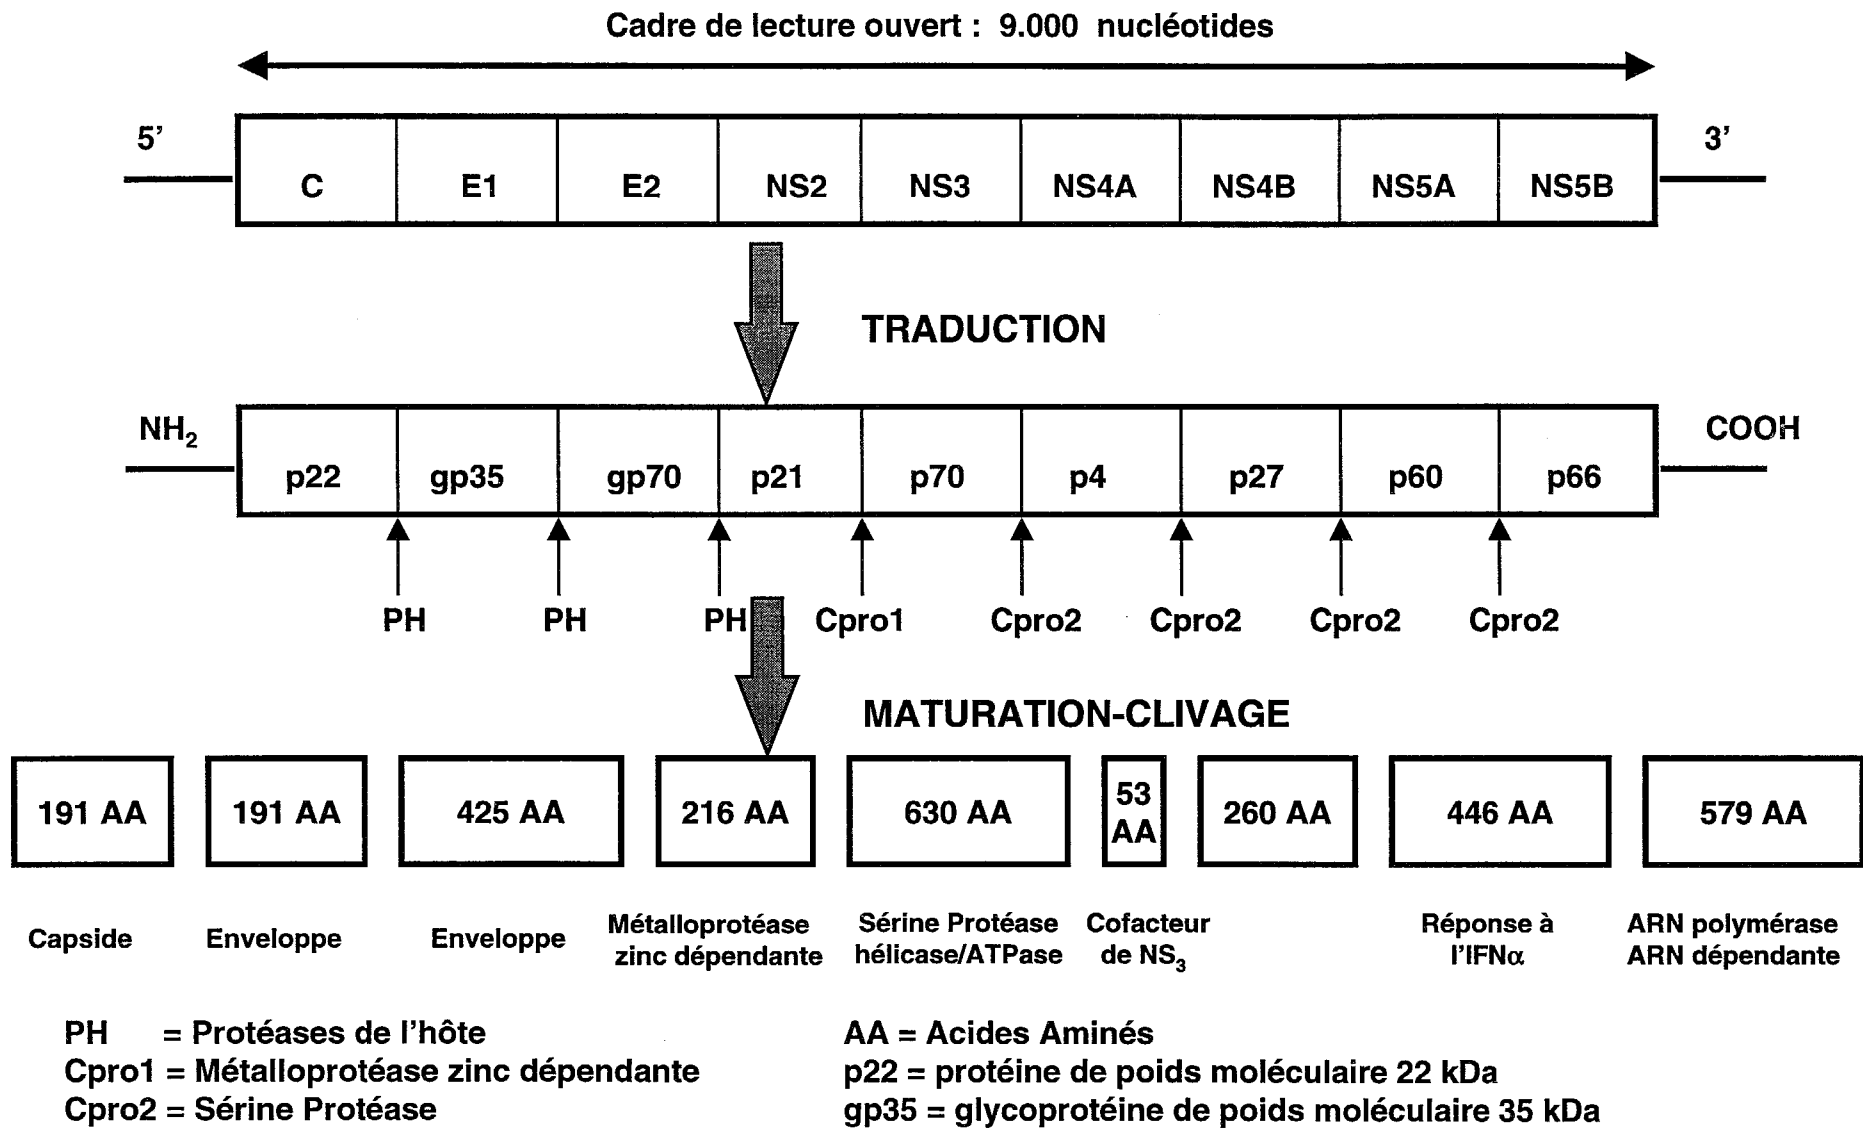 Cadre de lecture ouvert : 9.000 nucléotides
5’ 3’
C E1 E2 NS2 NS3 NS4A NS4B NS5A NS5B
TRADUCTION
NH2 COOH
p22 gp35 gp70 p21 p70 p4 p27 p60 p66
PH PH PH Cpro1 Cpro2 Cpro2 Cpro2 Cpro2
MATURATION-CLIVAGE
191 AA 191 AA 425 AA 216 AA 630 AA 53 AA 260 AA 446 AA 579 AA
Capside Enveloppe Enveloppe Métalloprotéase zinc dépendante Sérine Protéase hélicase/ATPase Cofacteur de NS3 Réponse à l’IFNα ARN polymérase ARN dépendante
PH = Protéases de l’hôte
Cpro1 = Métalloprotéase zinc dépendante
Cpro2 = Sérine Protéase
AA = Acides Aminés
p22 = protéine de poids moléculaire 22 kDa
gp35 = glycoprotéine de poids moléculaire 35 kDa